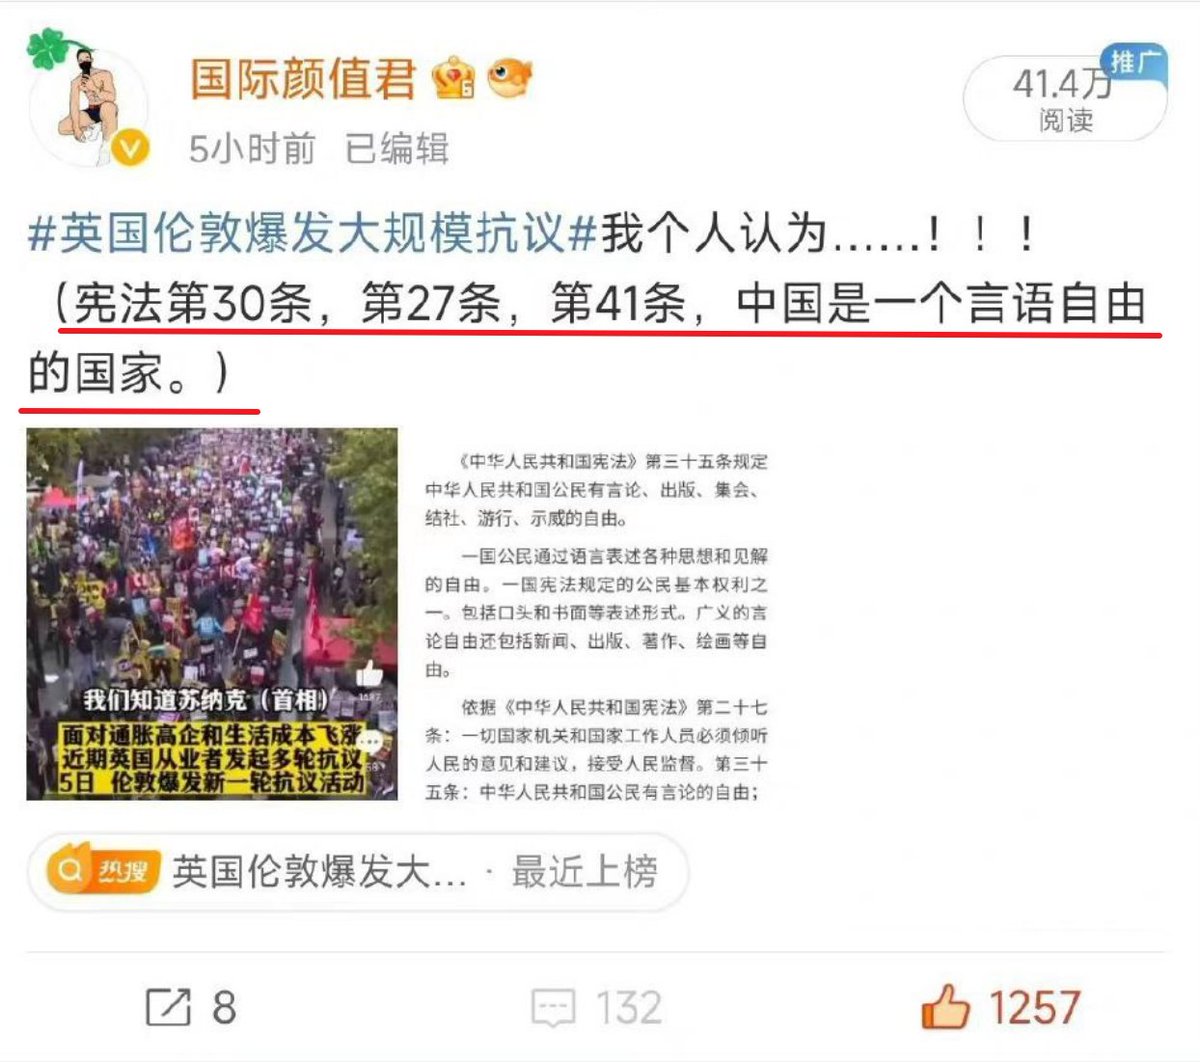 国际颜值君
5小时前 已编辑
推广
41.4万
阅读
#英国伦敦爆发大规模抗议#我个人认为......！！！
（宪法第30条，第27条，第41条，中国是一个言语自由
的国家。）
我们知道苏纳克（首相）
1187
面对通胀高企和生活成本飞涨...
近期英国从业者发起多轮抗议
5日 伦敦爆发新一轮抗议活动
《中华人民共和国宪法》第三十五条规定
中华人民共和国公民有言论、出版、集会、
结社、游行、示威的自由。
一国公民通过语言表述各种思想和见解
的自由。一国宪法规定的公民基本权利之
一。包括口头和书面等表述形式。广义的言
论自由还包括新闻、出版、著作、绘画等自
由。
依据《中华人民共和国宪法》第二十七
条：一切国家机关和国家工作人员必须倾听
人民的意见和建议，接受人民监督。第三十
五条：中华人民共和国公民有言论的自由；
热搜 英国伦敦爆发大... · 最近上榜
8 132 1257